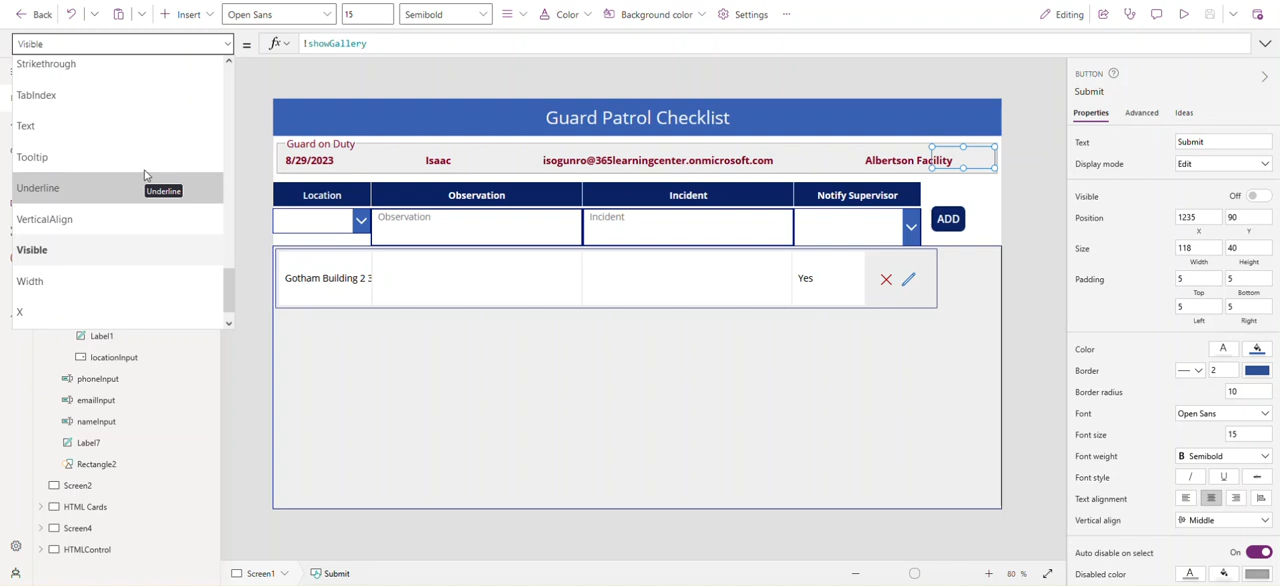 Back
Insert
Open Sans
15
Semibold
Color
Background color
Settings
Editing
Visible
= fx
!showGallery
Strikethrough
TabIndex
Text
Tooltip
Underline
Underline
VerticalAlign
Visible
Width
X
Label1
locationInput
phoneInput
emailInput
nameInput
Label7
Rectangle2
Screen2
HTML Cards
Screen4
HTMLControl
Guard Patrol Checklist
Guard on Duty
8/29/2023 Isaac isogunro@365learningcenter.onmicrosoft.com Albertson Facility
Location Observation Incident Notify Supervisor
Observation Incident
ADD
Gotham Building 2 3 Yes
Screen1
Submit
80 %
BUTTON
Submit
Properties Advanced Ideas
Text Submit
Display mode Edit
Visible Off
Position 1235 90
X Y
Size 118 40
Width Height
Padding 5 5
Top Bottom
5 5
Left Right
Color A
Border 2
Border radius 10
Font Open Sans
Font size 15
Font weight B Semibold
Font style / U
Text alignment
Vertical align Middle
Auto disable on select On
Disabled color A